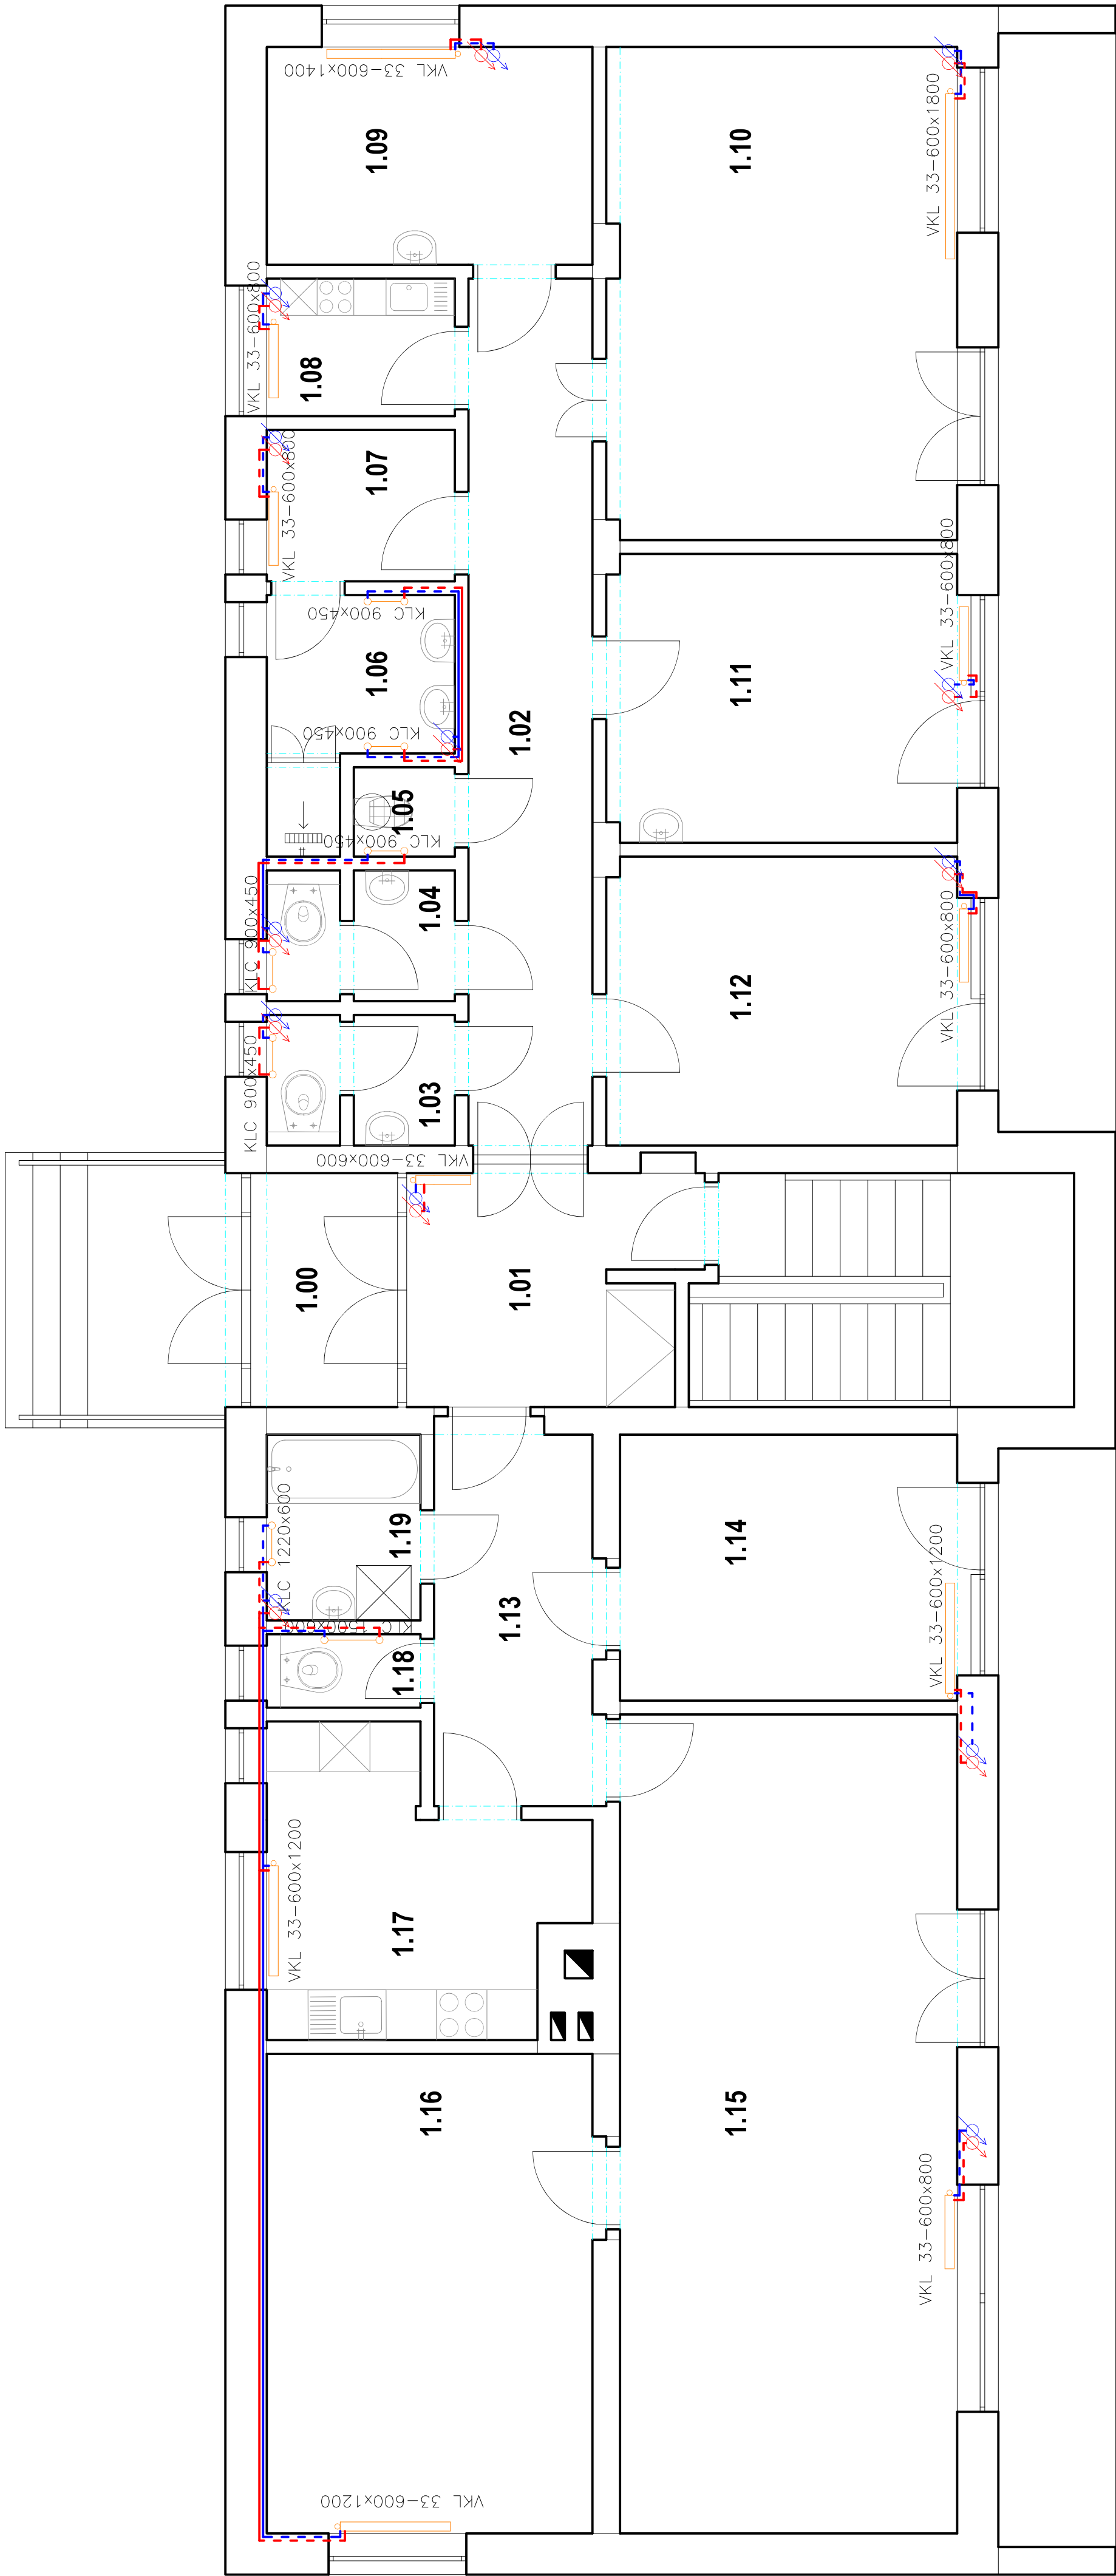 VKL 33-600x1400
1.09
1.10
VKL 33-600x1800
VKL 33-600x800
1.08
1.07
VKL 33-600x800
KLC 900x450
1.06
KLC 900x450
1.02
1.11
VKL 33-600x800
1.05
KLC 900x450
KLC 900x450
1.04
1.12
VKL 33-600x800
KLC 900x450
1.03
VKL 33-600x600
1.00
1.01
KLC 1220x600
1.19
1.14
VKL 33-600x1200
1.13
1.18
VKL 33-600x1200
1.17
1.16
1.15
VKL 33-600x800
VKL 33-600x1200